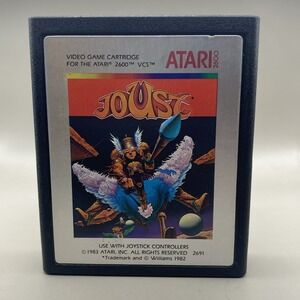 VIDEO GAME CARTRIDGE
FOR THE ATARI® 2600™ VCS™
ATARI 2600
JOUST
USE WITH JOYSTICK CONTROLLERS
© 1983 ATARI, INC. ALL RIGHTS RESERVED 2691
*Trademark and © Williams 1982